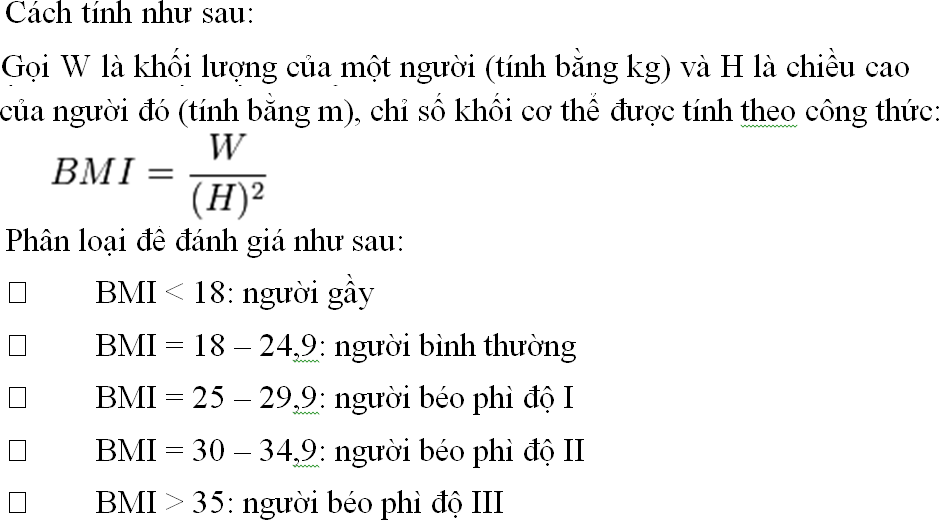 Cách tính như sau:
Gọi W là khối lượng của một người (tính bằng kg) và H là chiều cao
của người đó (tính bằng m), chỉ số khối cơ thể được tính theo công thức:
BMI = W / (H)²
Phân loại đê đánh giá như sau:
□ BMI < 18: người gầy
□ BMI = 18 – 24,9: người bình thường
□ BMI = 25 – 29,9: người béo phì độ I
□ BMI = 30 – 34,9: người béo phì độ II
□ BMI > 35: người béo phì độ III